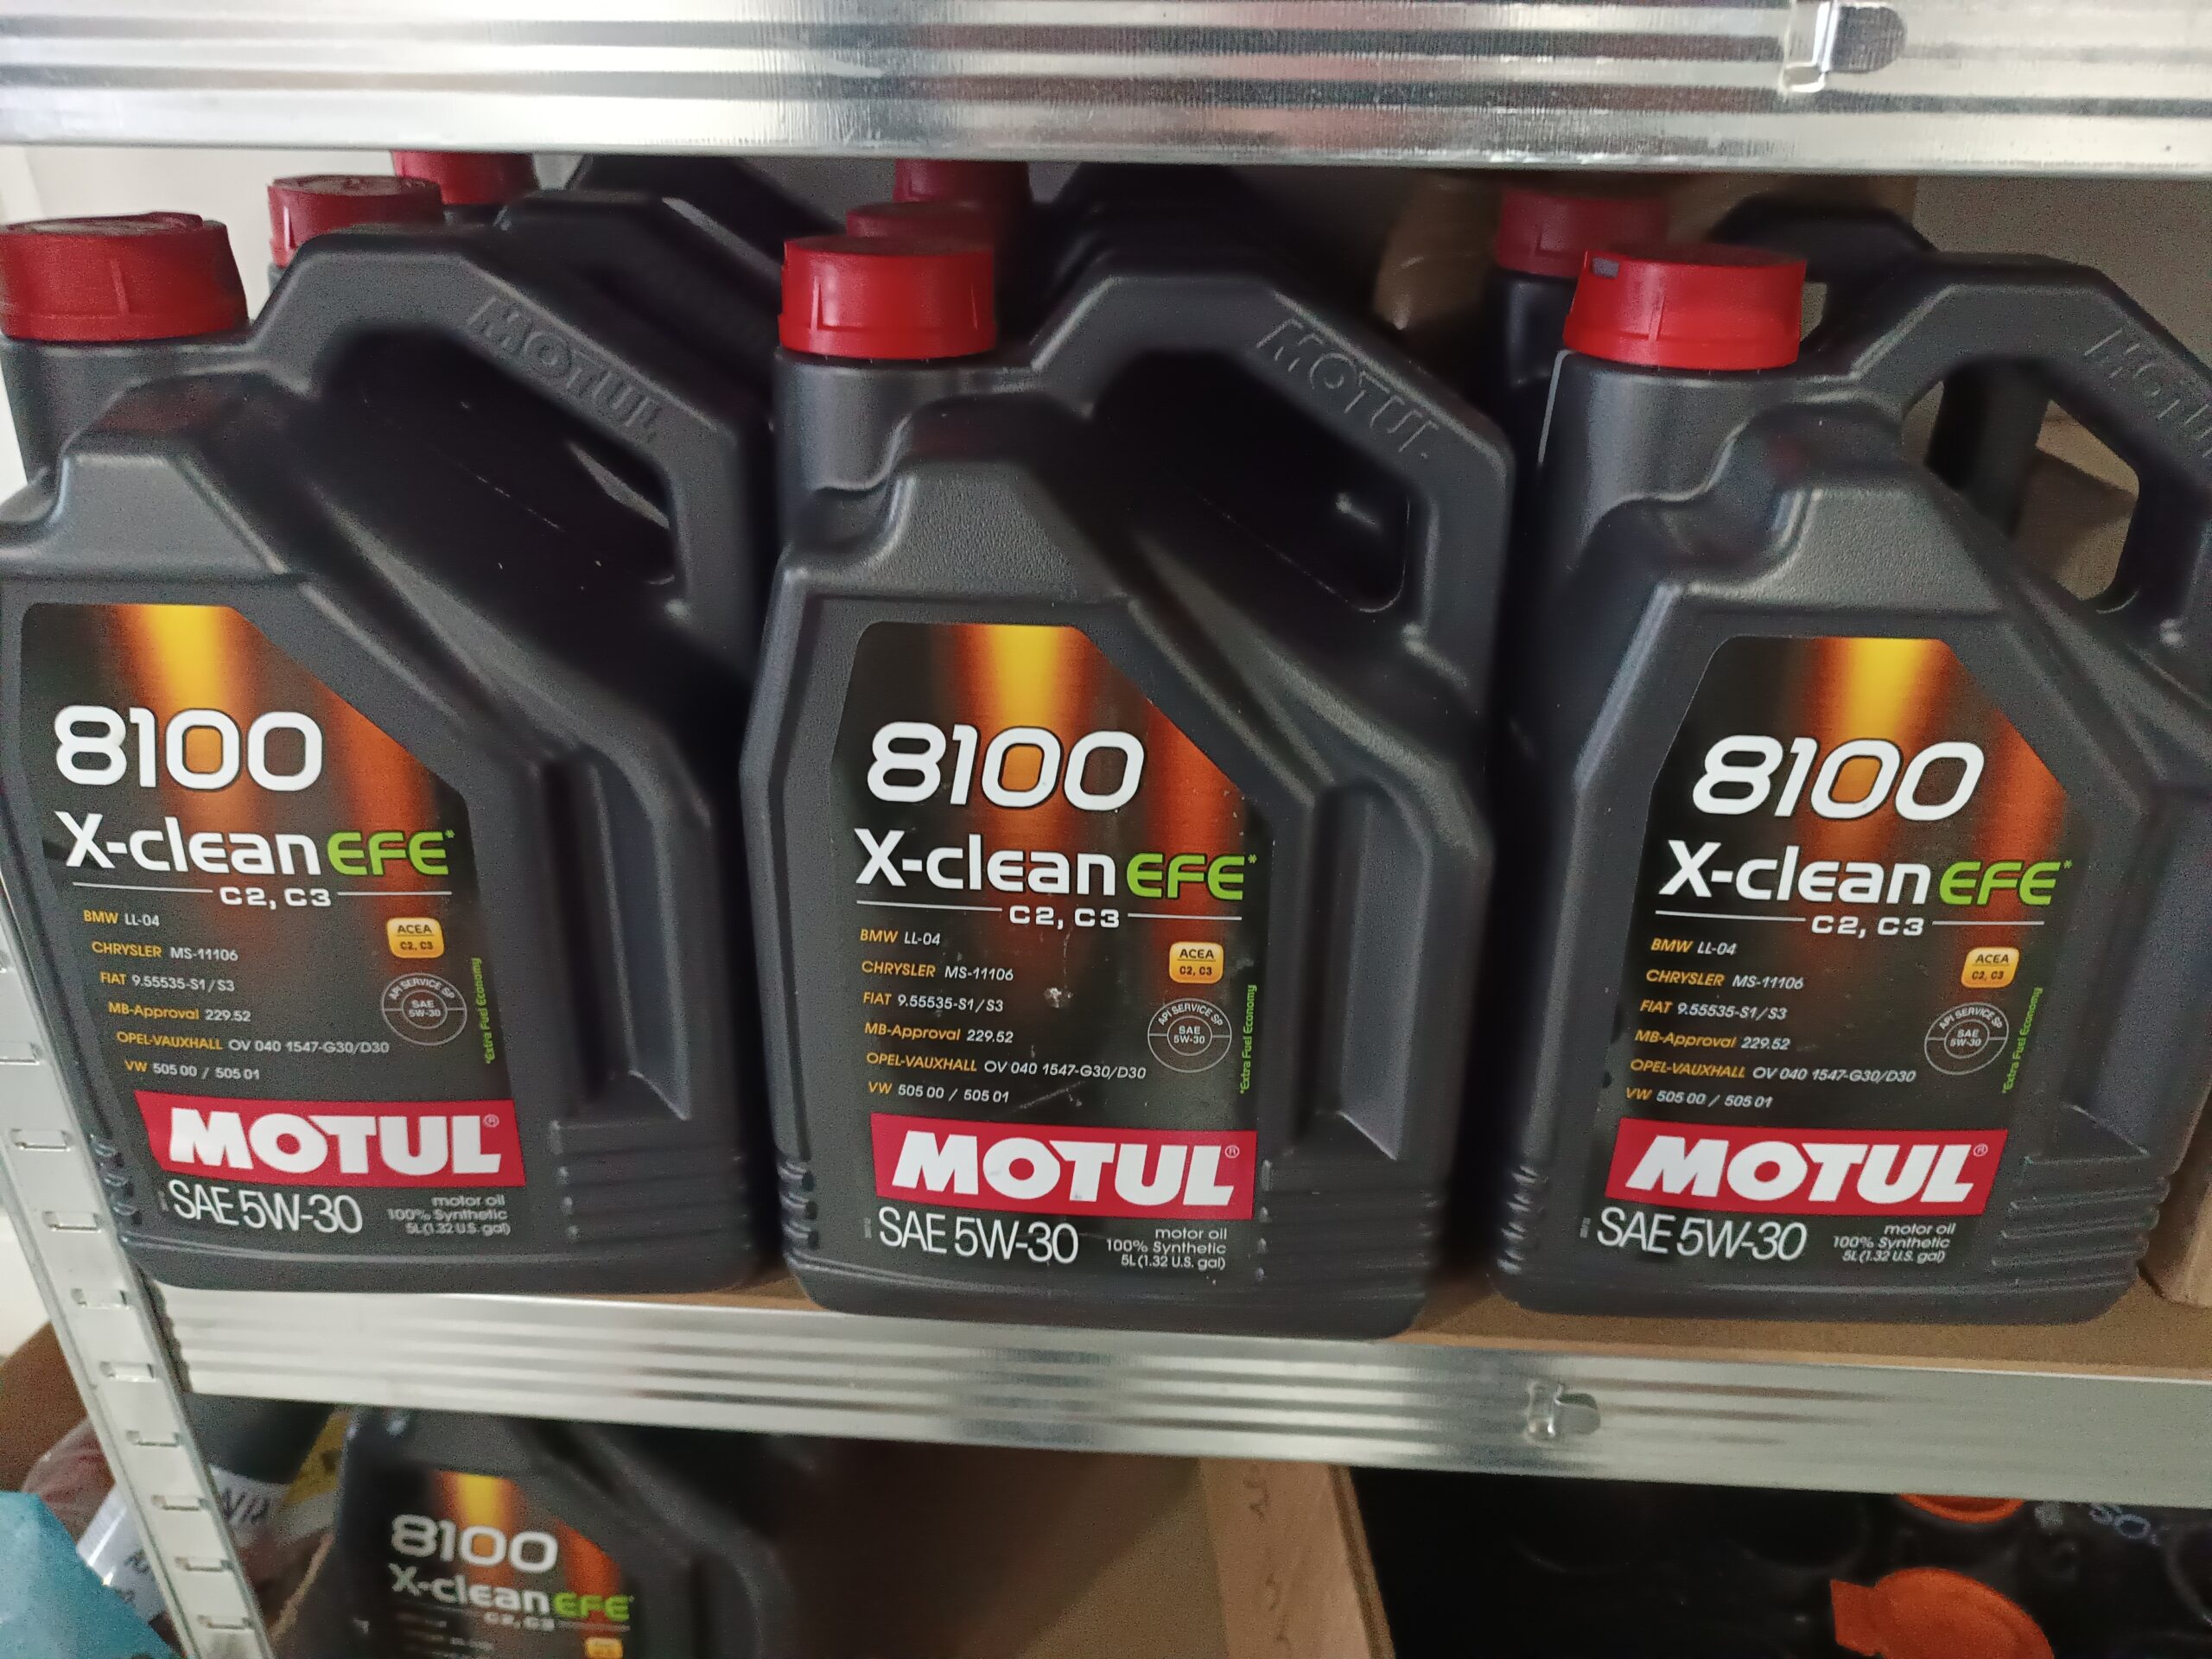 MOTUL
8100
X-clean EFE*
C2, C3
BMW LL-04
CHRYSLER MS-11106
FIAT 9.55535-S1/S3
MB-Approval 229.52
OPEL-VAUXHALL OV 040 1547-G30/D30
VW 505 00 / 505 01
ACEA
C2, C3
API SERVICE SP
SAE
5W-30
*Extra Fuel Economy
MOTUL®
SAE 5W-30
motor oil
100% Synthetic
5L (1.32 U.S. gal)
MOTUL
8100
X-clean EFE*
C2, C3
BMW LL-04
CHRYSLER MS-11106
FIAT 9.55535-S1/S3
MB-Approval 229.52
OPEL-VAUXHALL OV 040 1547-G30/D30
VW 505 00 / 505 01
ACEA
C2, C3
API SERVICE SP
SAE
5W-30
*Extra Fuel Economy
MOTUL®
SAE 5W-30
motor oil
100% Synthetic
5L (1.32 U.S. gal)
MOTUL
8100
X-clean EFE*
C2, C3
BMW LL-04
CHRYSLER MS-11106
FIAT 9.55535-S1/S3
MB-Approval 229.52
OPEL-VAUXHALL OV 040 1547-G30/D30
VW 505 00 / 505 01
ACEA
C2, C3
API SERVICE SP
SAE
5W-30
*Extra Fuel Economy
MOTUL®
SAE 5W-30
motor oil
100% Synthetic
5L (1.32 U.S. gal)
8100
X-clean EFE*
C2, C3